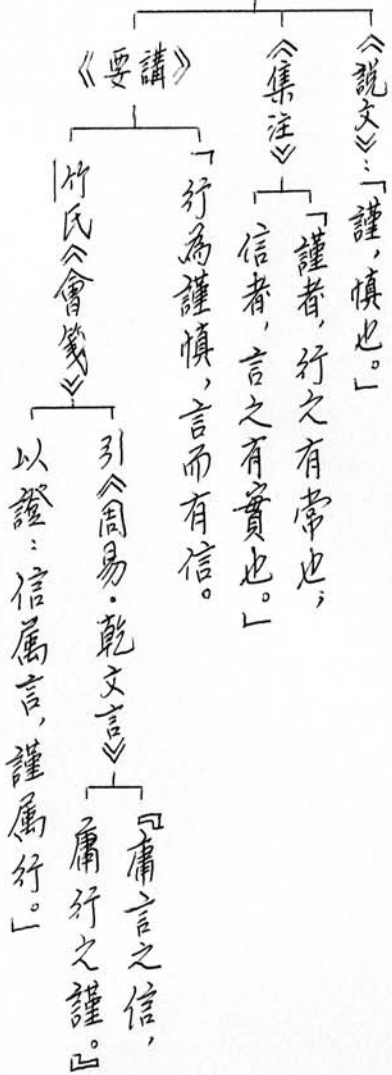 《說文》：「謹，慎也。」
《集注》
「謹者，行之有常也；
信者，言之有實也。」
《要講》
「行為謹慎，言而有信。
竹氏《會箋》
引《周易·乾文言》
『庸言之信，
庸行之謹。』
以證：信屬言，謹屬行。」